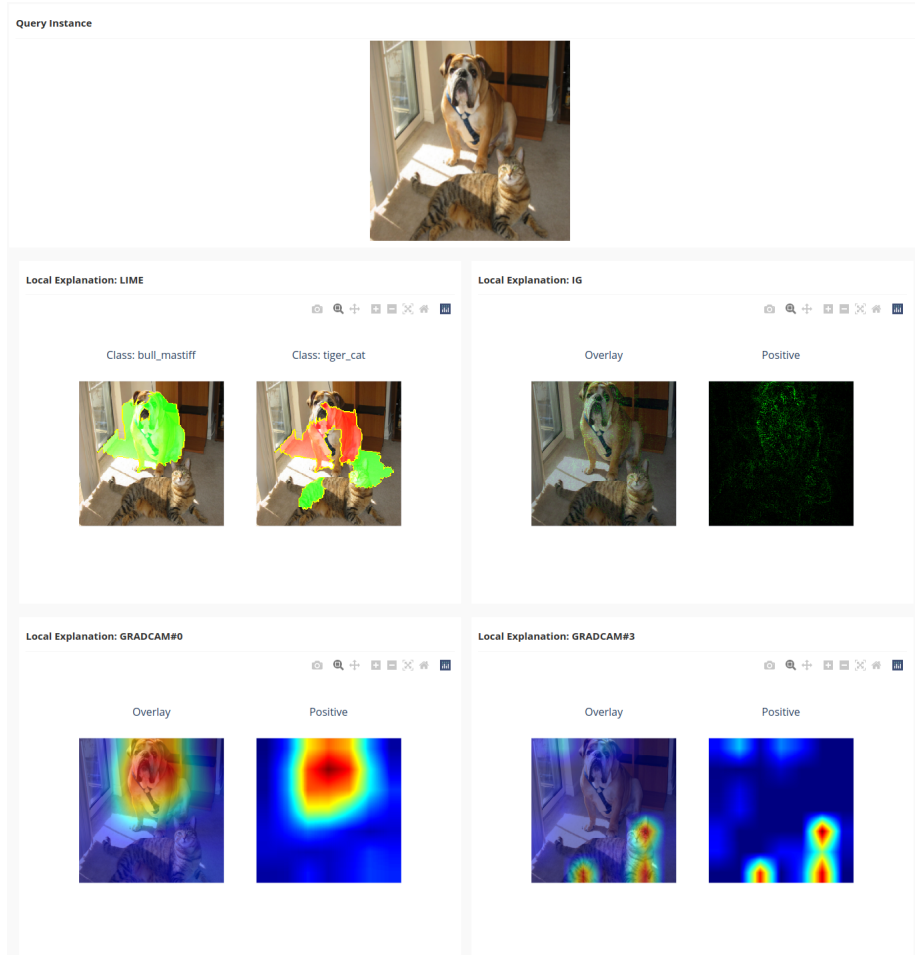 Query Instance
Local Explanation: LIME
Class: bull_mastiff
Class: tiger_cat
Local Explanation: IG
Overlay
Positive
Local Explanation: GRADCAM#0
Overlay
Positive
Local Explanation: GRADCAM#3
Overlay
Positive